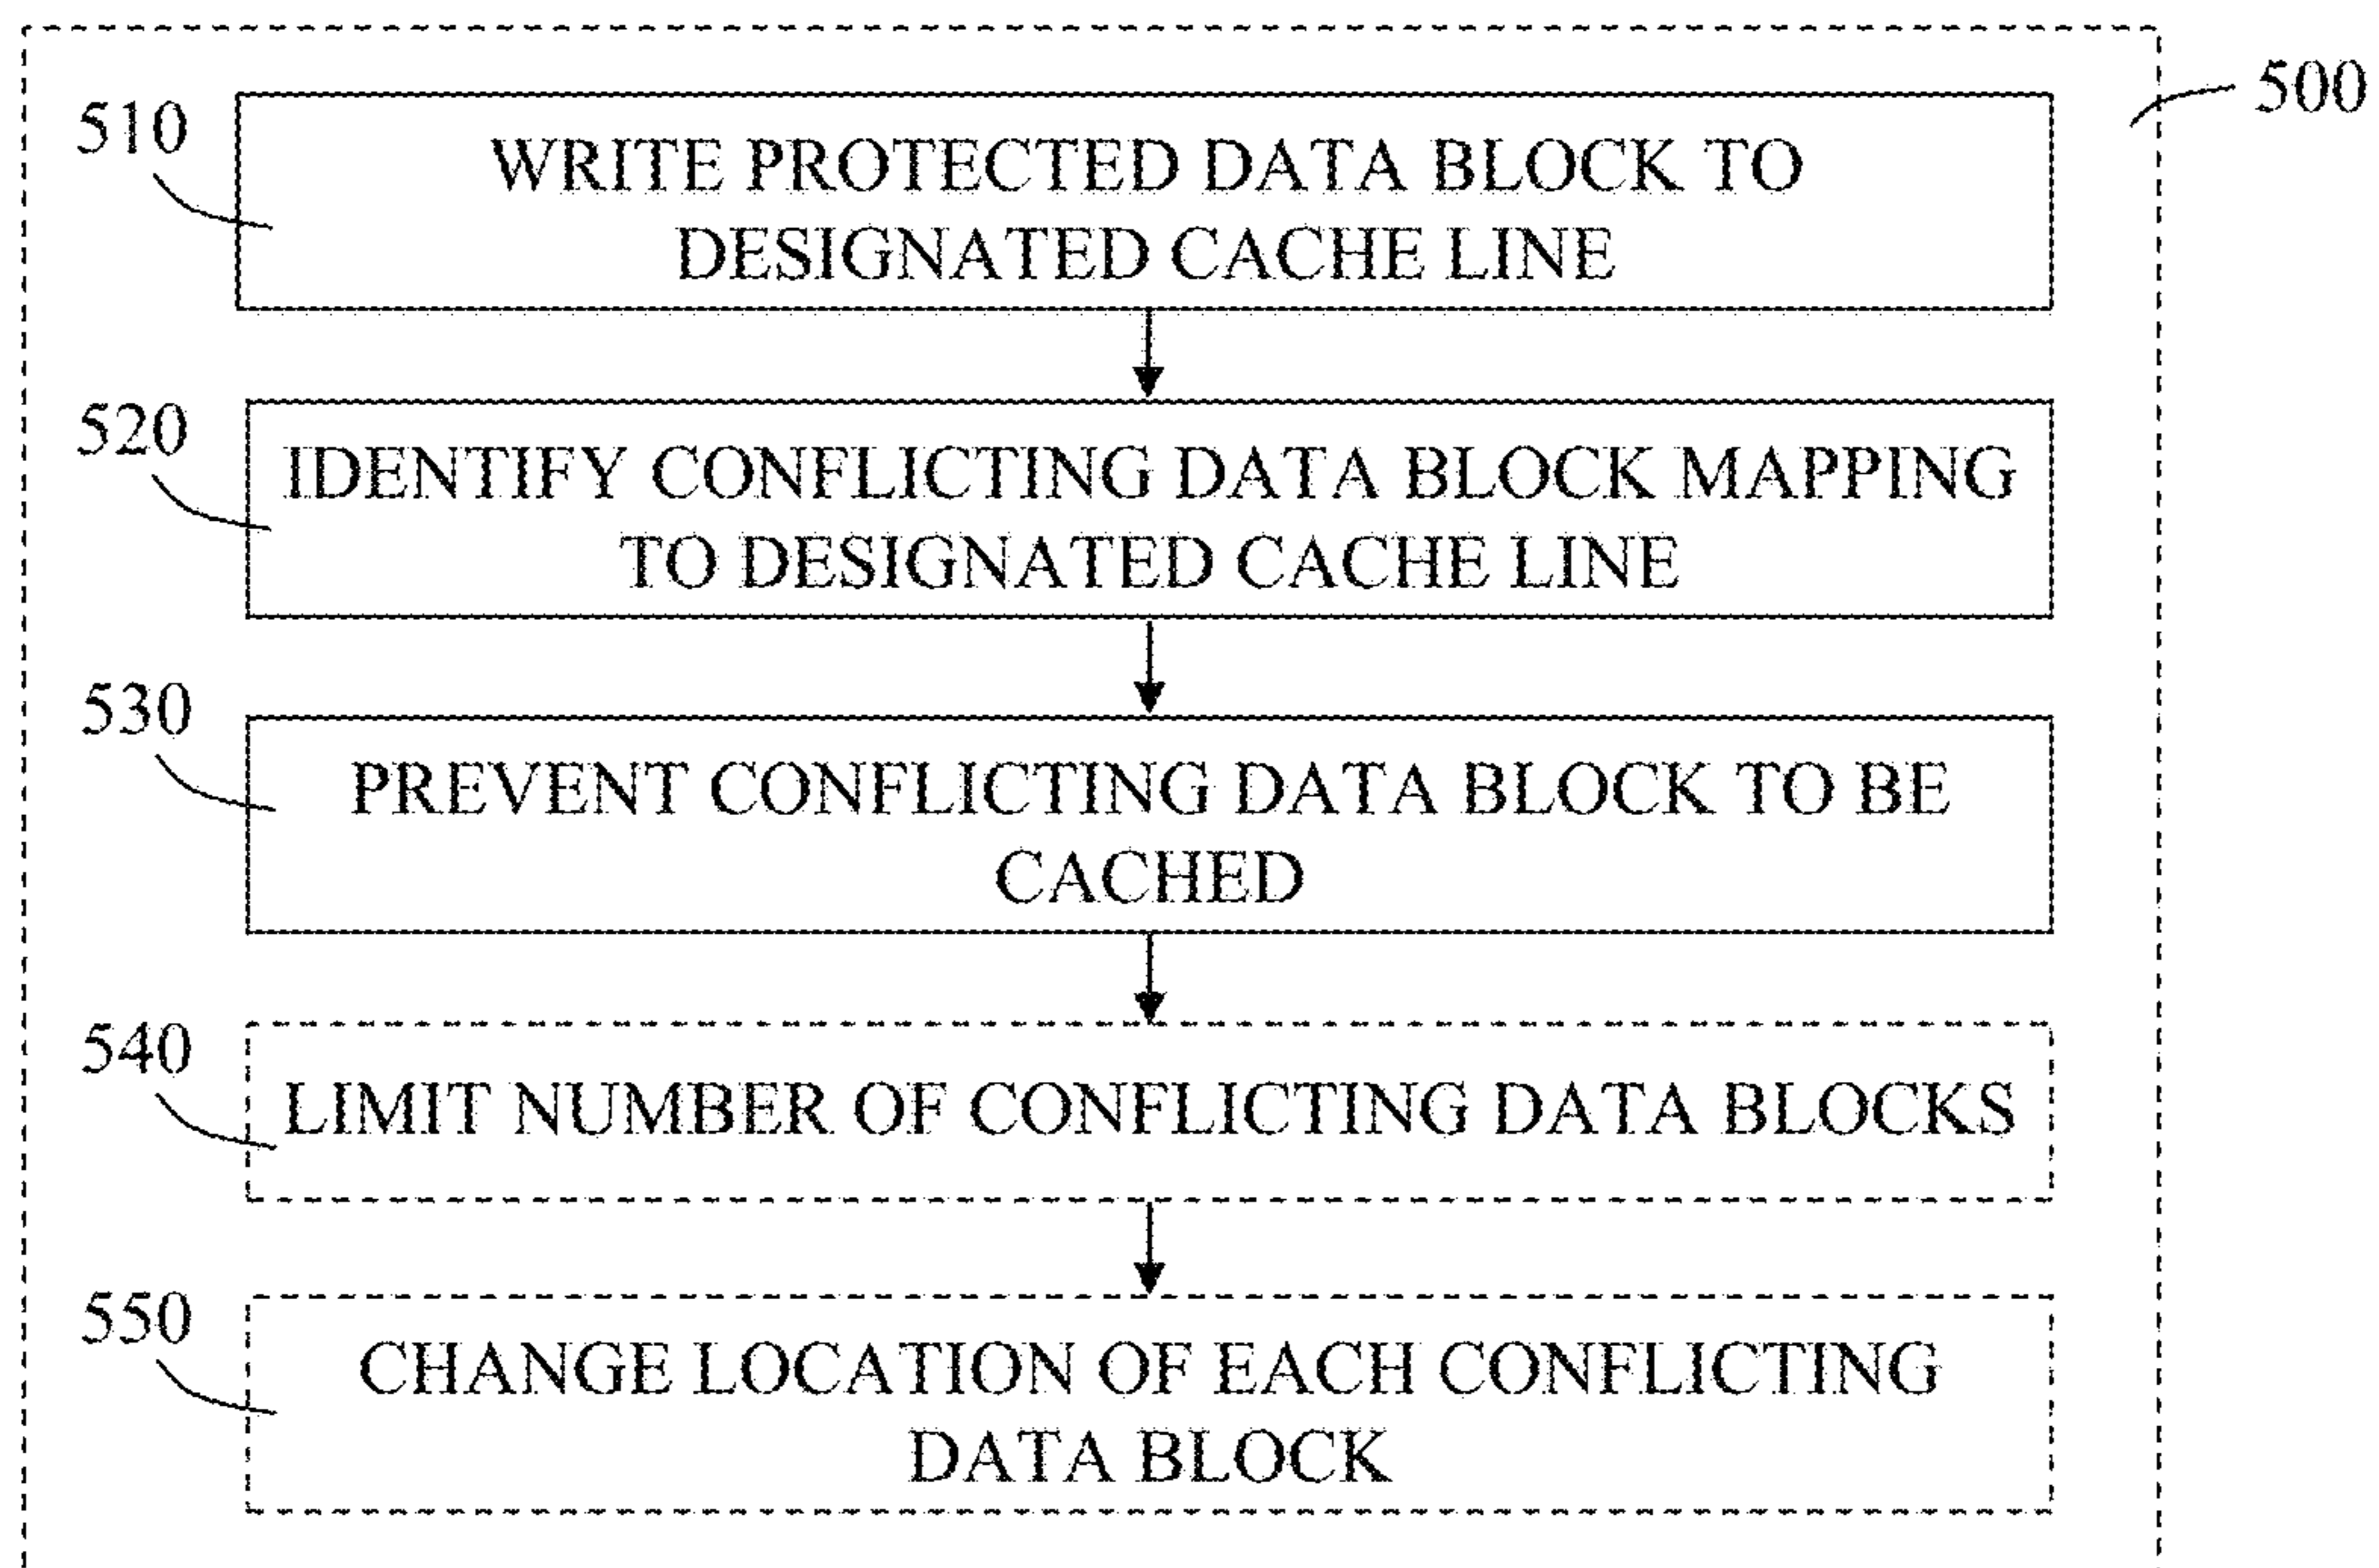 500
510
WRITE PROTECTED DATA BLOCK TO
DESIGNATED CACHE LINE
520
IDENTIFY CONFLICTING DATA BLOCK MAPPING
TO DESIGNATED CACHE LINE
530
PREVENT CONFLICTING DATA BLOCK TO BE
CACHED
540
LIMIT NUMBER OF CONFLICTING DATA BLOCKS
550
CHANGE LOCATION OF EACH CONFLICTING
DATA BLOCK